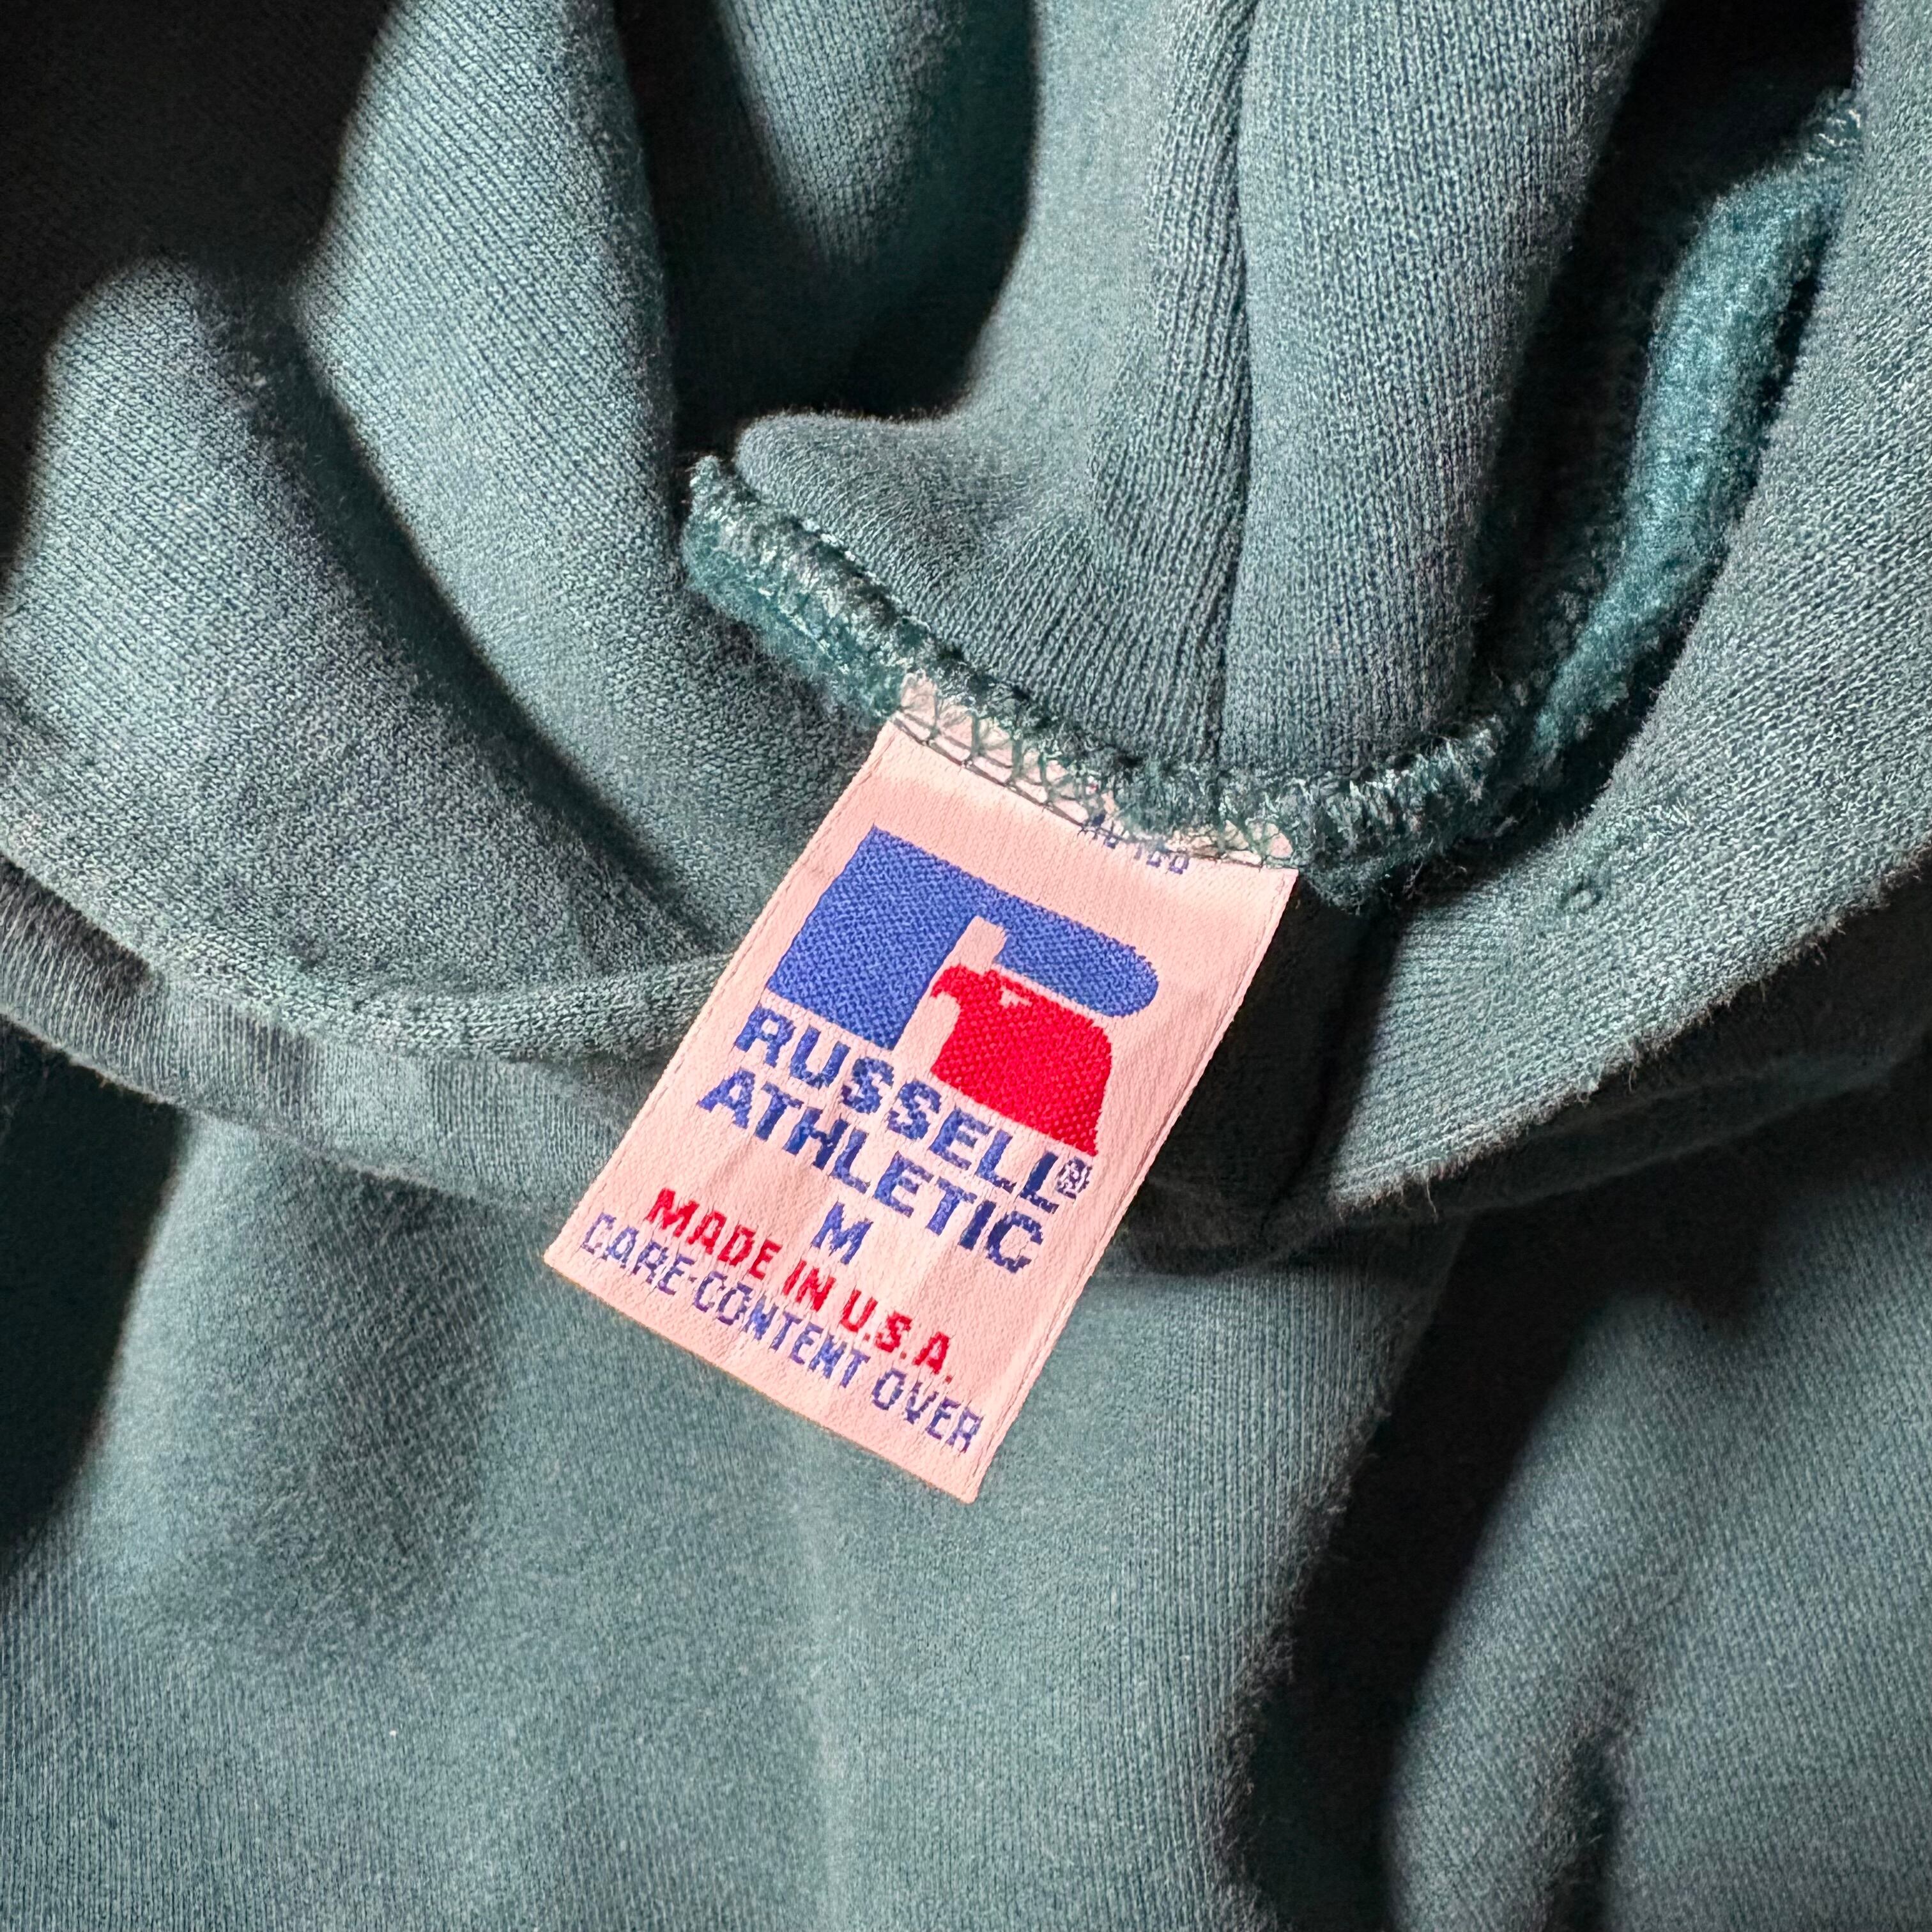 RUSSELL®
ATHLETIC
M
MADE IN U.S.A.
CARE-CONTENT OVER